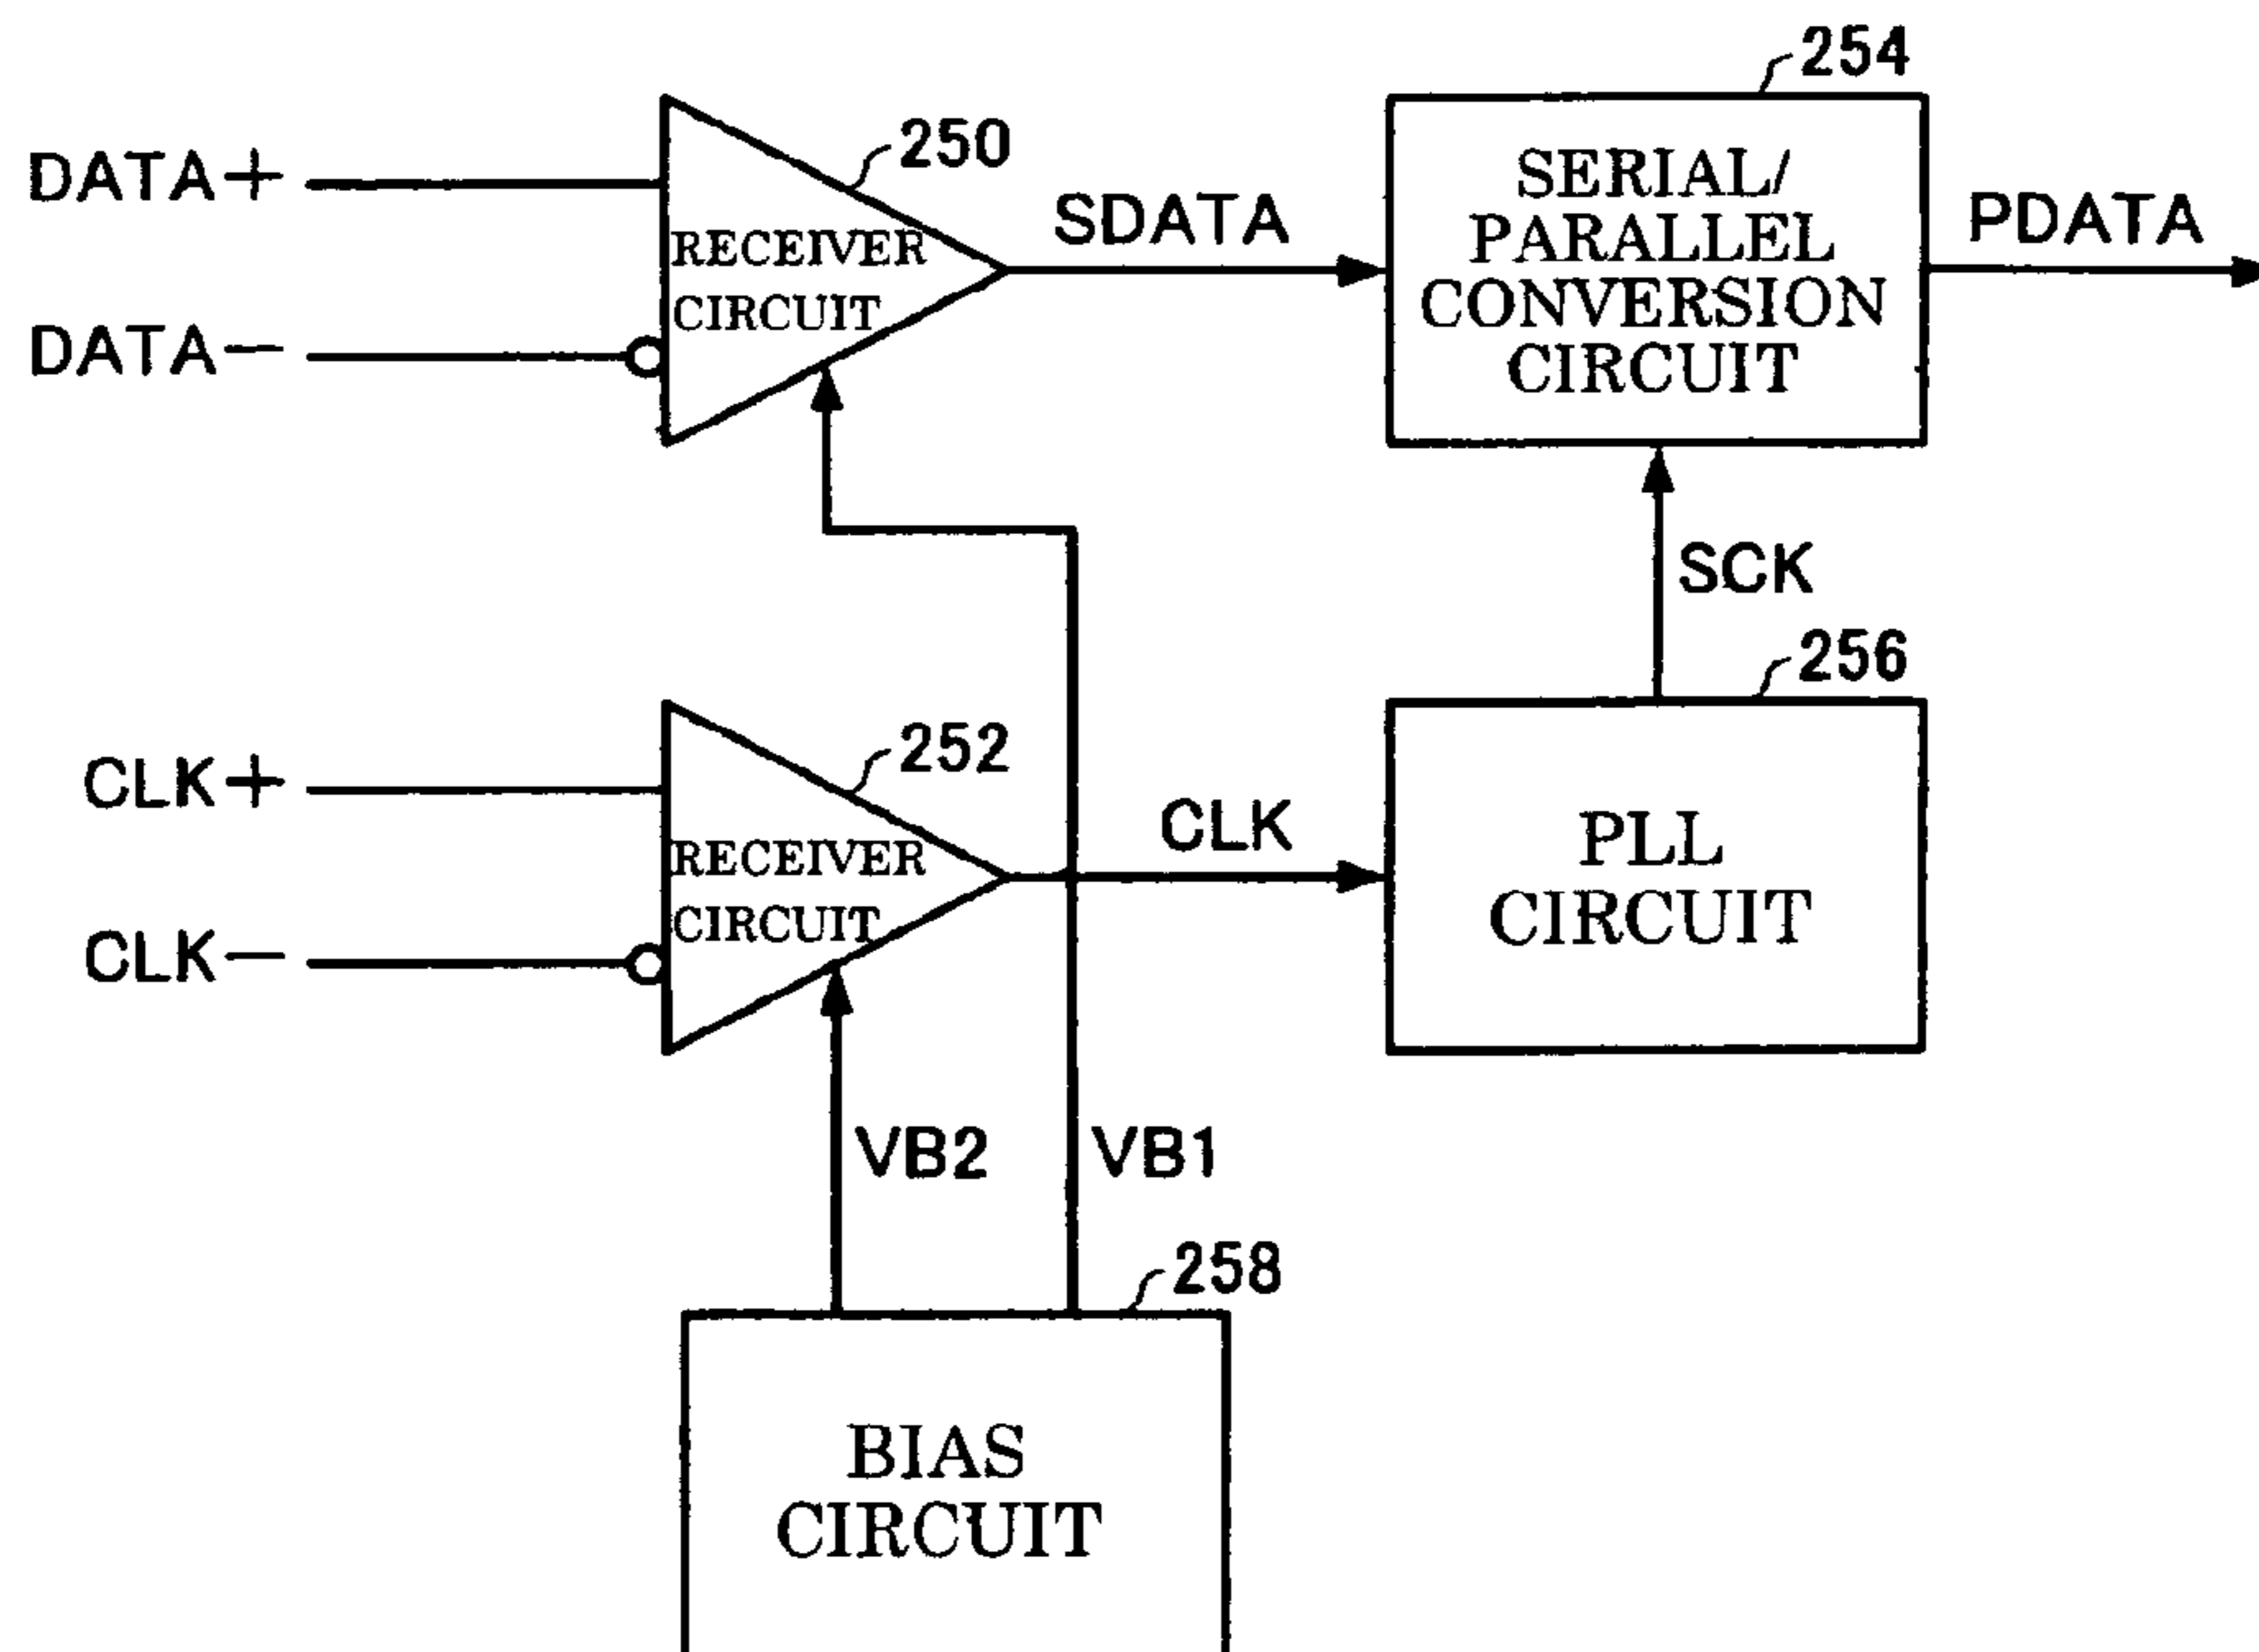 254
250
DATA+
RECEIVER
CIRCUIT
DATA−
SDATA
SERIAL/
PARALLEL
CONVERSION
CIRCUIT
PDATA
SCK
256
252
CLK+
RECEIVER
CIRCUIT
CLK−
CLK
PLL
CIRCUIT
VB2
VB1
258
BIAS
CIRCUIT